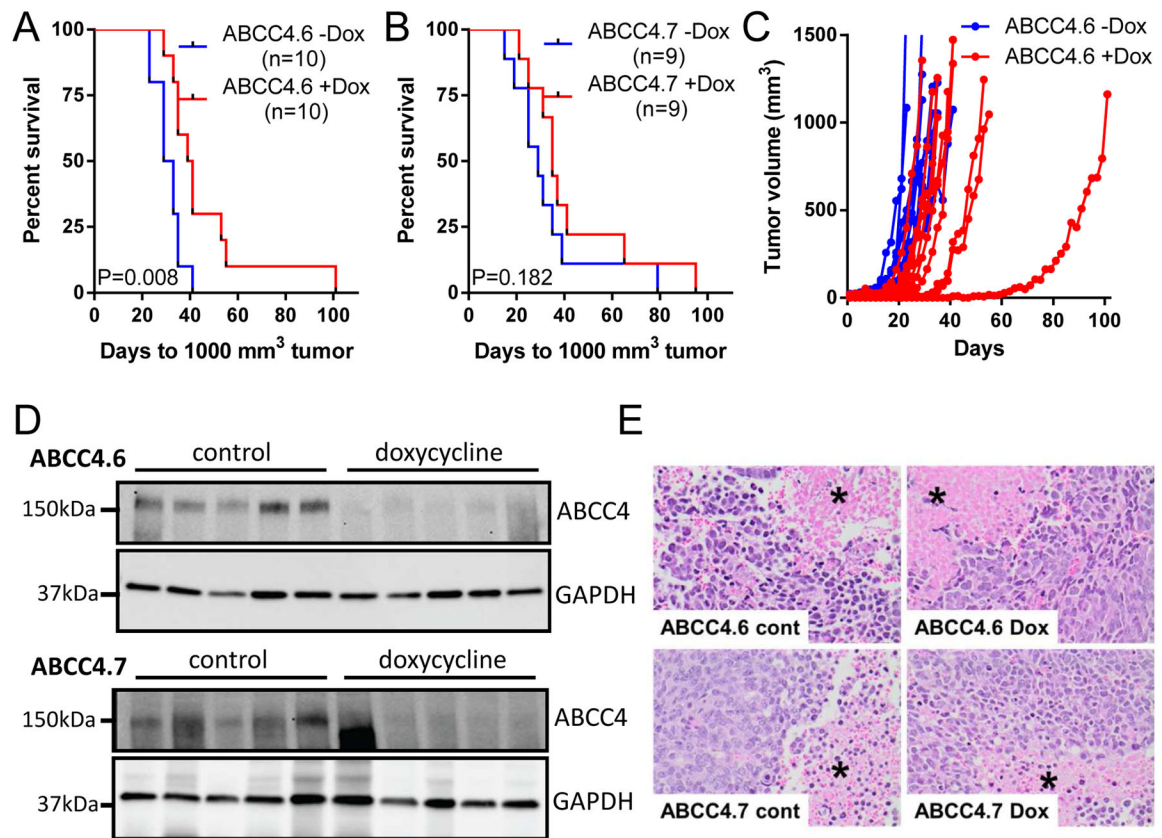 A
100
75
50
25
0
Percent survival
ABCC4.6 -Dox
(n=10)
ABCC4.6 +Dox
(n=10)
P=0.008
0 20 40 60 80 100
Days to 1000 mm³ tumor
B
100
75
50
25
0
Percent survival
ABCC4.7 -Dox
(n=9)
ABCC4.7 +Dox
(n=9)
P=0.182
0 20 40 60 80 100
Days to 1000 mm³ tumor
C
1500
1000
500
0
Tumor volume (mm³)
ABCC4.6 -Dox
ABCC4.6 +Dox
0 20 40 60 80 100
Days
D
ABCC4.6
control doxycycline
150kDa ABCC4
37kDa GAPDH
ABCC4.7
control doxycycline
150kDa ABCC4
37kDa GAPDH
E
*
ABCC4.6 cont
*
ABCC4.6 Dox
*
ABCC4.7 cont
*
ABCC4.7 Dox